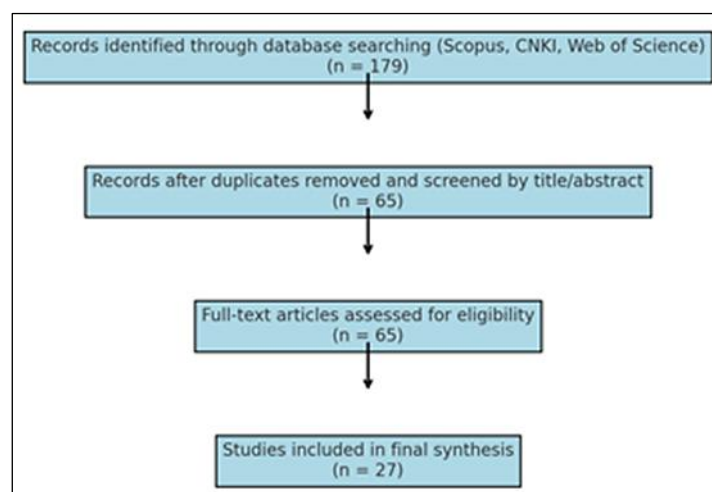 Records identified through database searching (Scopus, CNKI, Web of Science)
(n = 179)
Records after duplicates removed and screened by title/abstract
(n = 65)
Full-text articles assessed for eligibility
(n = 65)
Studies included in final synthesis
(n = 27)